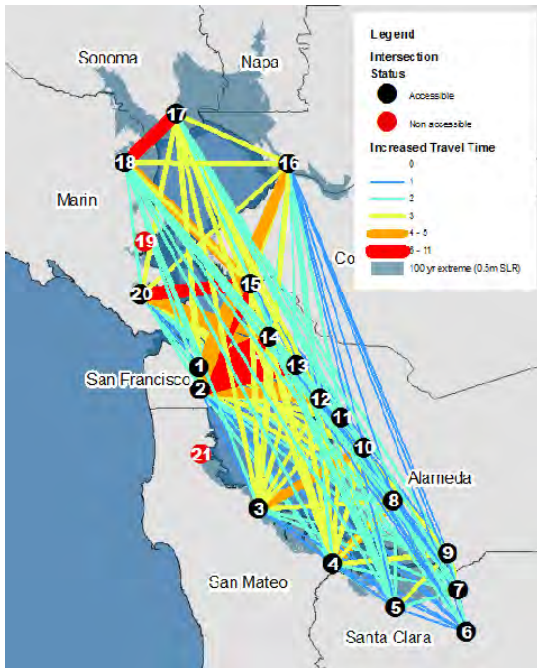 Sonoma
Napa
Legend
Intersection
Status
Accessible
Non accessible
Increased Travel Time
0
1
2
3
4 - 5
6 - 11
100 yr extreme (0.5m SLR)
17
18
16
Marin
19
Co
20
15
14
1
13
San Francisco
2
12
11
10
21
Alameda
8
3
9
4
7
San Mateo
5
6
Santa Clara